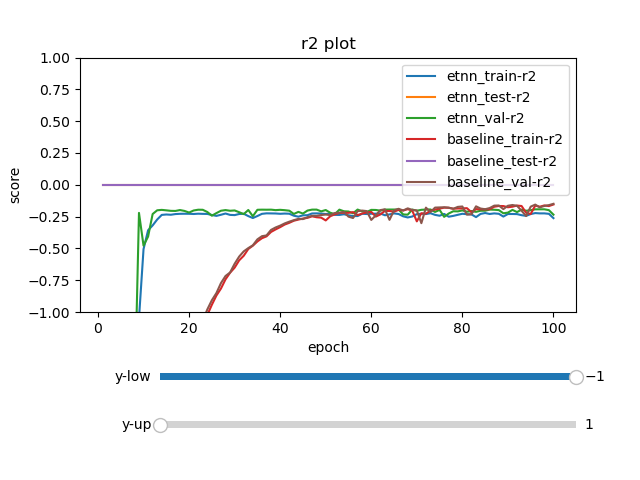 r2 plot
1.00
0.75
0.50
0.25
0.00
−0.25
−0.50
−0.75
−1.00
score
etnn_train-r2
etnn_test-r2
etnn_val-r2
baseline_train-r2
baseline_test-r2
baseline_val-r2
0 20 40 60 80 100
epoch
y-low −1
y-up 1